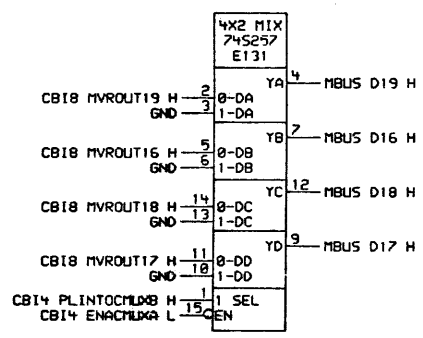 4X2 MIX
74S257
E131
YA 4 MBUS D19 H
CBI8 MVROUT19 H 2 0-DA
GND 3 1-DA
YB 7 MBUS D16 H
CBI8 MVROUT16 H 5 0-DB
GND 6 1-DB
YC 12 MBUS D18 H
CBI8 MVROUT18 H 14 0-DC
GND 13 1-DC
YD 9 MBUS D17 H
CBI8 MVROUT17 H 11 0-DD
GND 10 1-DD
CBI4 PLINTOCMUXB H 1 1 SEL
CBI4 ENACMUXA L 15 EN